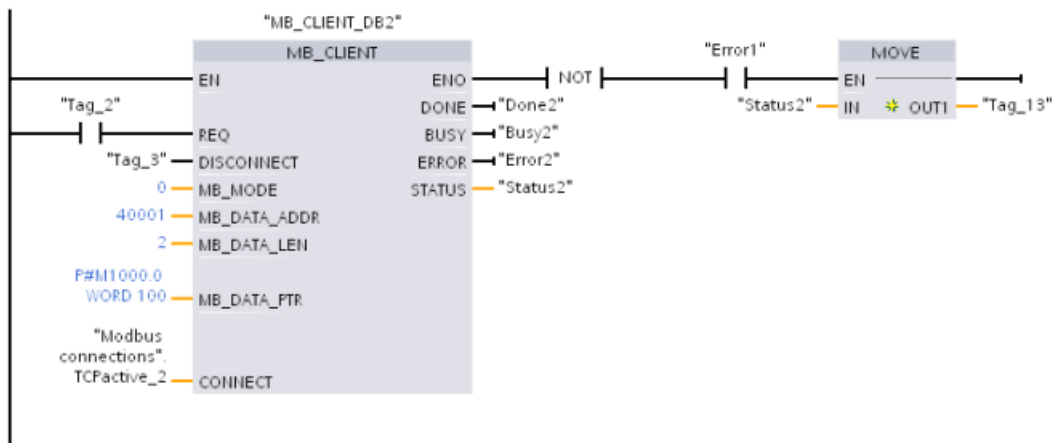 "MB_CLIENT_DB2"
MB_CLIENT
"Error1"
MOVE
EN
ENO
NOT
EN
"Tag_2"
DONE
"Done2"
"Status2"
IN
OUT1
"Tag_13"
REQ
BUSY
"Busy2"
"Tag_3"
DISCONNECT
ERROR
"Error2"
0
MB_MODE
STATUS
"Status2"
40001
MB_DATA_ADDR
2
MB_DATA_LEN
P#M1000.0
WORD 100
MB_DATA_PTR
"Modbus
connections".
TCPactive_2
CONNECT